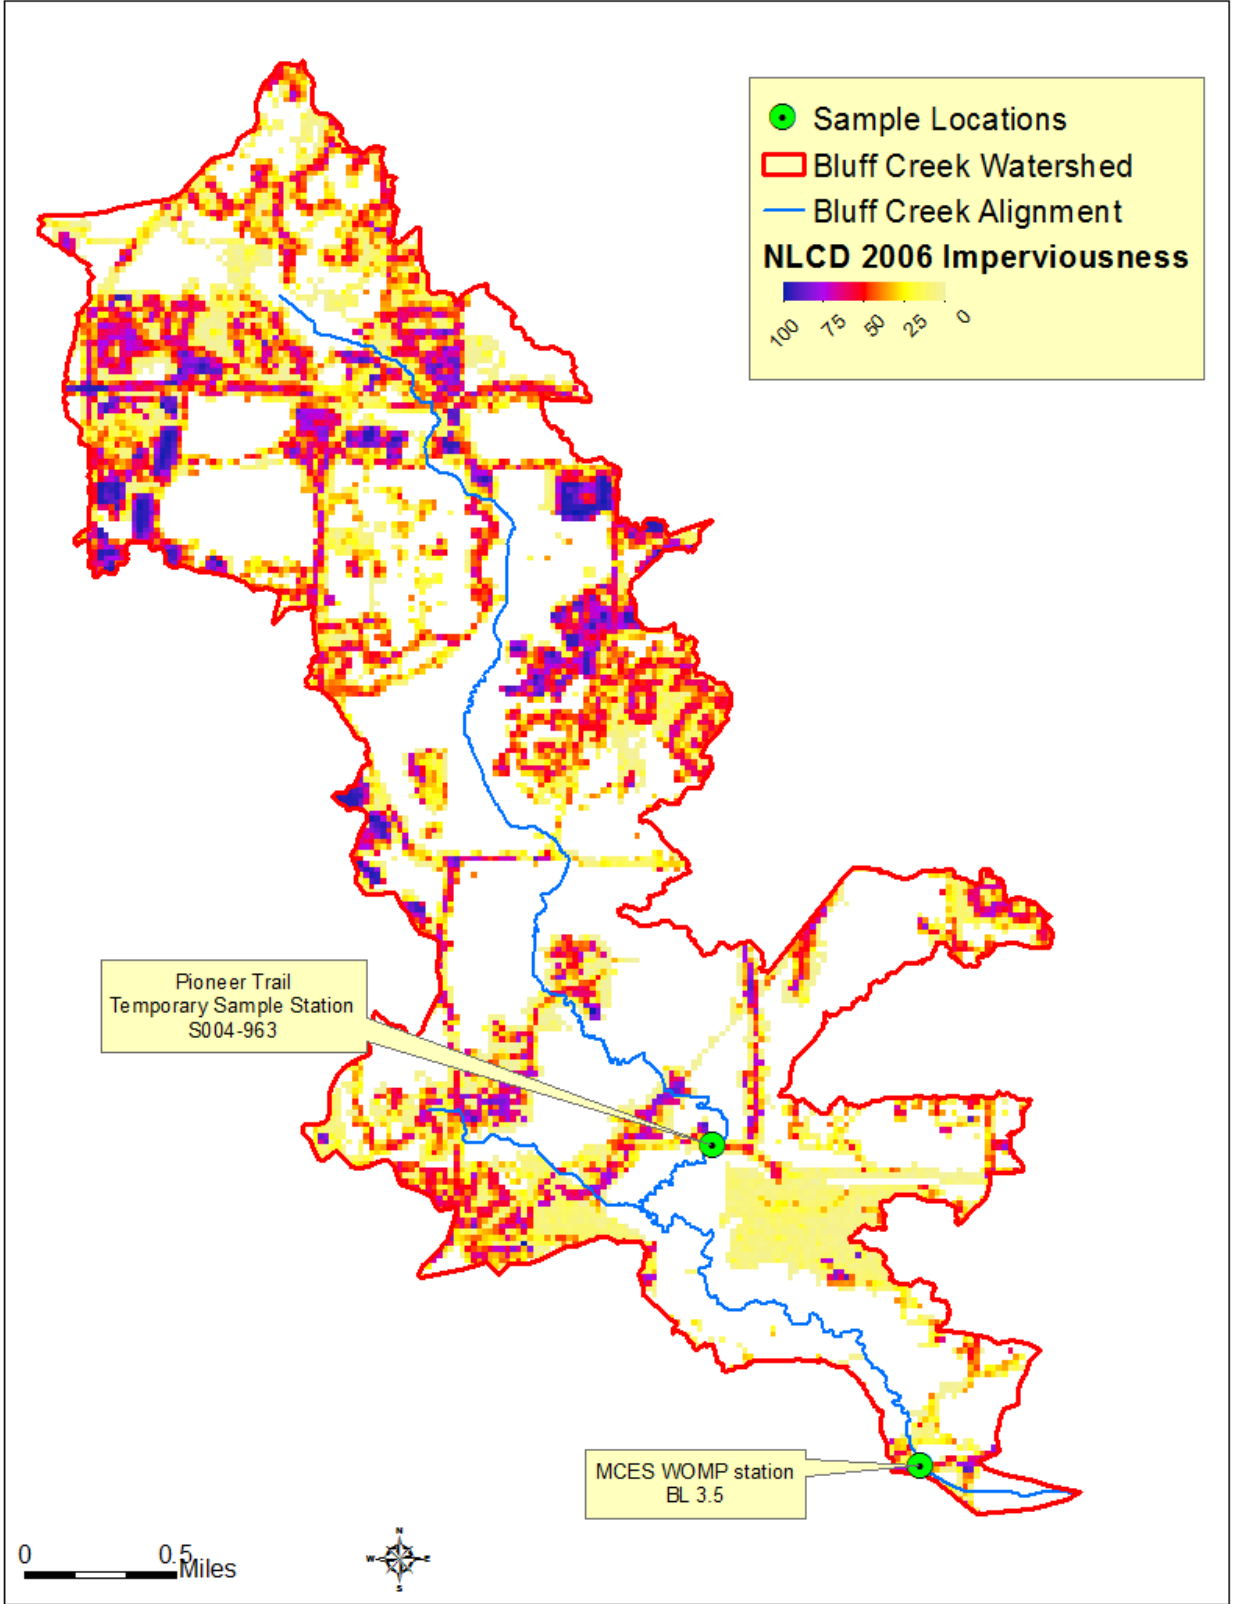 Sample Locations
Bluff Creek Watershed
Bluff Creek Alignment
NLCD 2006 Imperviousness
100 75 50 25 0
Pioneer Trail
Temporary Sample Station
S004-963
MCES WOMP station
BL 3.5
0 0.5
Miles
N
W E
S